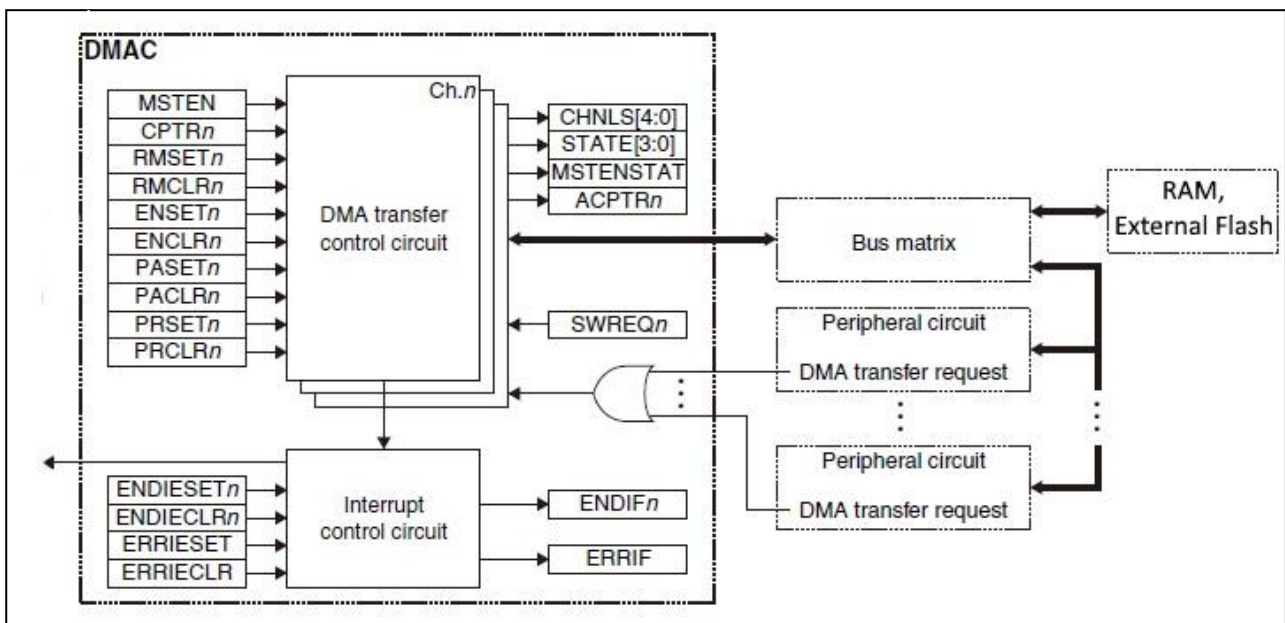 DMAC
Ch.n
MSTEN
CPTRn
RMSETn
RMCLRn
ENSETn
ENCLRn
PASETn
PACLRn
PRSETn
PRCLRn
DMA transfer
control circuit
CHNLS[4:0]
STATE[3:0]
MSTENSTAT
ACPTRn
SWREQn
Bus matrix
RAM,
External Flash
Peripheral circuit
DMA transfer request
Peripheral circuit
DMA transfer request
ENDIESETn
ENDIECLRn
ERRIESET
ERRIECLR
Interrupt
control circuit
ENDIFn
ERRIF